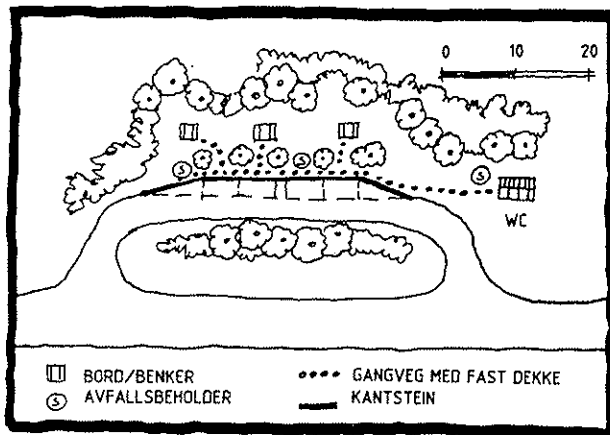 0 10 20
S S S
WC
BORD/BENKER
S AVFALLSBEHOLDER
GANGVEG MED FAST DEKKE
KANTSTEIN